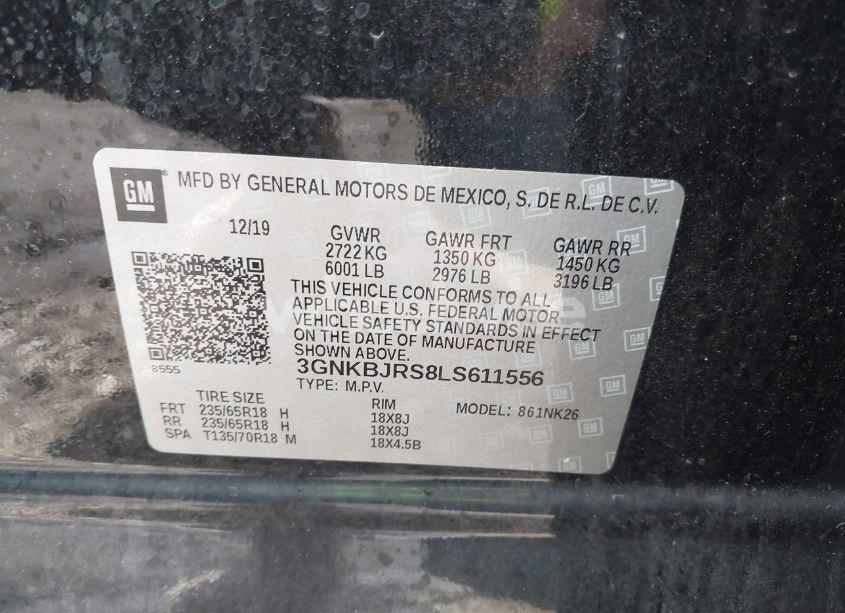 GM
MFD BY GENERAL MOTORS DE MEXICO, S. DE R.L. DE C.V.
12/19
GVWR
2722 KG
6001 LB
GAWR FRT
1350 KG
2976 LB
GAWR RR
1450 KG
3196 LB
THIS VEHICLE CONFORMS TO ALL
APPLICABLE U.S. FEDERAL MOTOR
VEHICLE SAFETY STANDARDS IN EFFECT
ON THE DATE OF MANUFACTURE
SHOWN ABOVE.
8555
3GNKBJRS8LS611556
TYPE: M.P.V.
MODEL: 861NK26
TIRE SIZE RIM
FRT 235/65R18 H 18X8J
RR 235/65R18 H 18X8J
SPA T135/70R18 M 18X4.5B